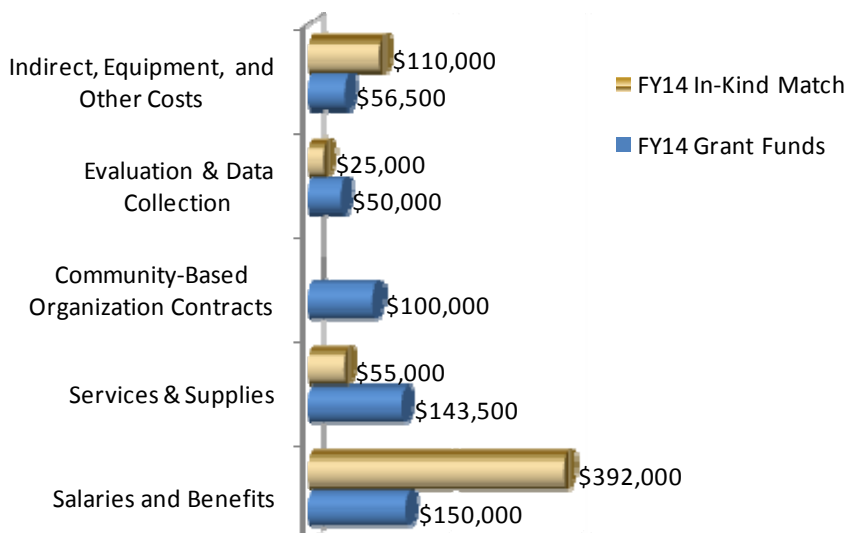 Indirect, Equipment, and
Other Costs
$110,000
$56,500
Evaluation & Data
Collection
$25,000
$50,000
Community-Based
Organization Contracts
$100,000
Services & Supplies
$55,000
$143,500
Salaries and Benefits
$392,000
$150,000
FY14 In-Kind Match
FY14 Grant Funds